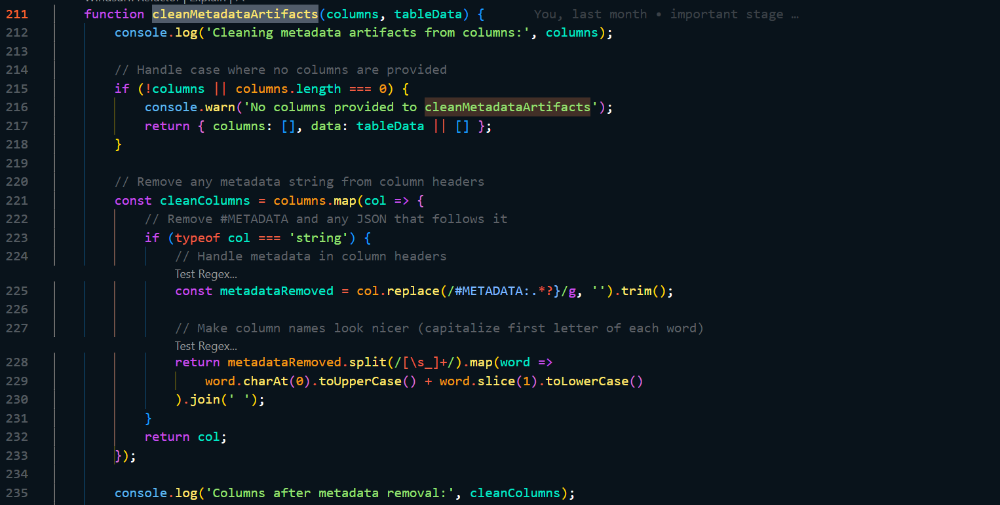 Windsurf: Refactor | Explain | X
211 function cleanMetadataArtifacts(columns, tableData) { You, last month • important stage …
212 console.log('Cleaning metadata artifacts from columns:', columns);
213
214 // Handle case where no columns are provided
215 if (!columns || columns.length === 0) {
216 console.warn('No columns provided to cleanMetadataArtifacts');
217 return { columns: [], data: tableData || [] };
218 }
219
220 // Remove any metadata string from column headers
221 const cleanColumns = columns.map(col => {
222 // Remove #METADATA and any JSON that follows it
223 if (typeof col === 'string') {
224 // Handle metadata in column headers
Test Regex...
225 const metadataRemoved = col.replace(/#METADATA:.*?}/g, '').trim();
226
227 // Make column names look nicer (capitalize first letter of each word)
Test Regex...
228 return metadataRemoved.split(/[\s_]+/).map(word =>
229 word.charAt(0).toUpperCase() + word.slice(1).toLowerCase()
230 ).join(' ');
231 }
232 return col;
233 });
234
235 console.log('Columns after metadata removal:', cleanColumns);